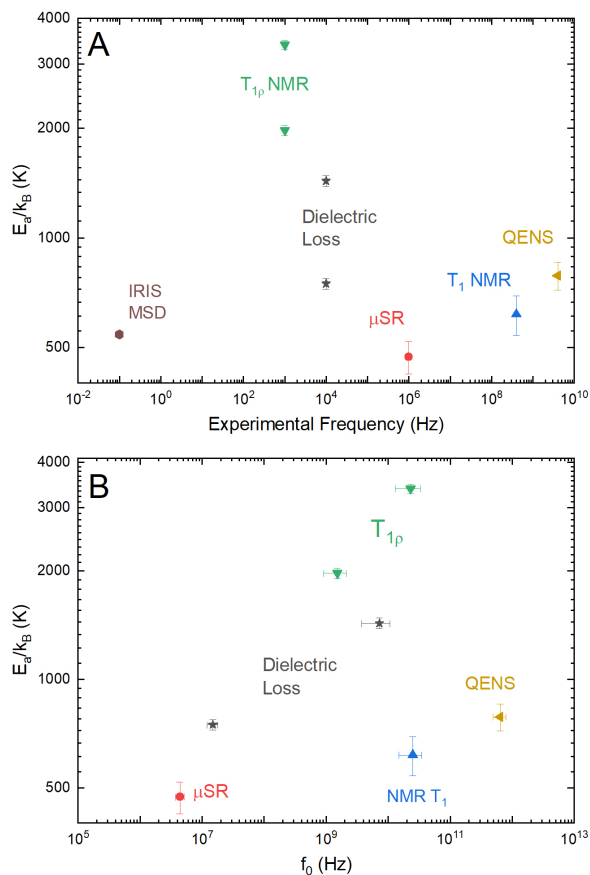 A
4000
3000
2000
1000
500
Eₐ/k_B (K)
T₁ᵨ NMR
Dielectric
Loss
QENS
T₁ NMR
IRIS
MSD
μSR
10⁻² 10⁰ 10² 10⁴ 10⁶ 10⁸ 10¹⁰
Experimental Frequency (Hz)
B
4000
3000
2000
1000
500
Eₐ/k_B (K)
T₁ᵨ
Dielectric
Loss
QENS
μSR
NMR T₁
10⁵ 10⁷ 10⁹ 10¹¹ 10¹³
f₀ (Hz)